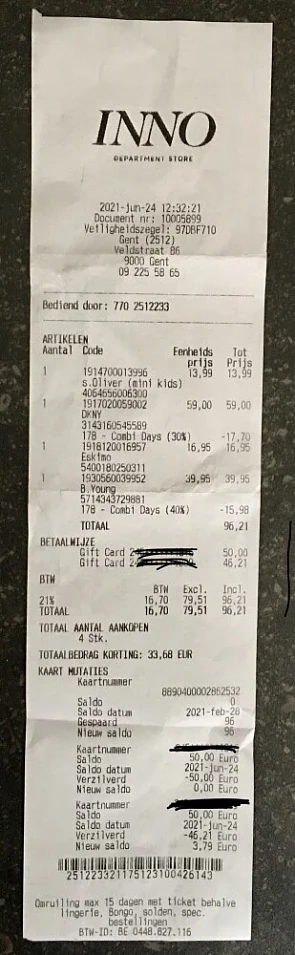 INNO
DEPARTMENT STORE
2021-jun-24 12:32:21
Document nr: 10005899
Veiligheidszegel: 97DBF710
Gent (2512)
Veldstraat 86
9000 Gent
09 225 58 65
Bediend door: 770 2512233
ARTIKELEN
Aantal Code Eenheids Tot
prijs Prijs
1 1914700013996 13,99 13,99
s.Oliver (mini kids)
4064656006300
1 1917020059002 59,00 59,00
DKNY
3143160545589
178 - Combi Days (30%) -17,70
1 1918120016957 16,95 16,95
Eskimo
5400180250311
1 1930560039952 39,95 39,95
B.Young
5714343729881
178 - Combi Days (40%) -15,98
TOTAAL 96,21
BETAALWIJZE
Gift Card 50,00
Gift Card 46,21
BTW
BTW Excl. Incl.
21% 16,70 79,51 96,21
TOTAAL 16,70 79,51 96,21
TOTAAL AANTAL AANKOPEN
4 Stk.
TOTAALBEDRAG KORTING: 33,68 EUR
KAART MUTATIES
Kaartnummer
8890400002862532
Saldo 0
Saldo datum 2021-feb-28
Gespaard 96
Nieuw saldo 96
Kaartnummer
Saldo 50,00 Euro
Saldo datum 2021-jun-24
Verzilverd -50,00 Euro
Nieuw saldo 0,00 Euro
Kaartnummer
Saldo 50,00 Euro
Saldo datum 2021-jun-24
Verzilverd -46,21 Euro
Nieuw saldo 3,79 Euro
2512233211751231004261​43
Omruiling max 15 dagen met ticket behalve
lingerie, Bongo, solden, spec.
bestellingen
BTW-ID: BE 0448.827.116